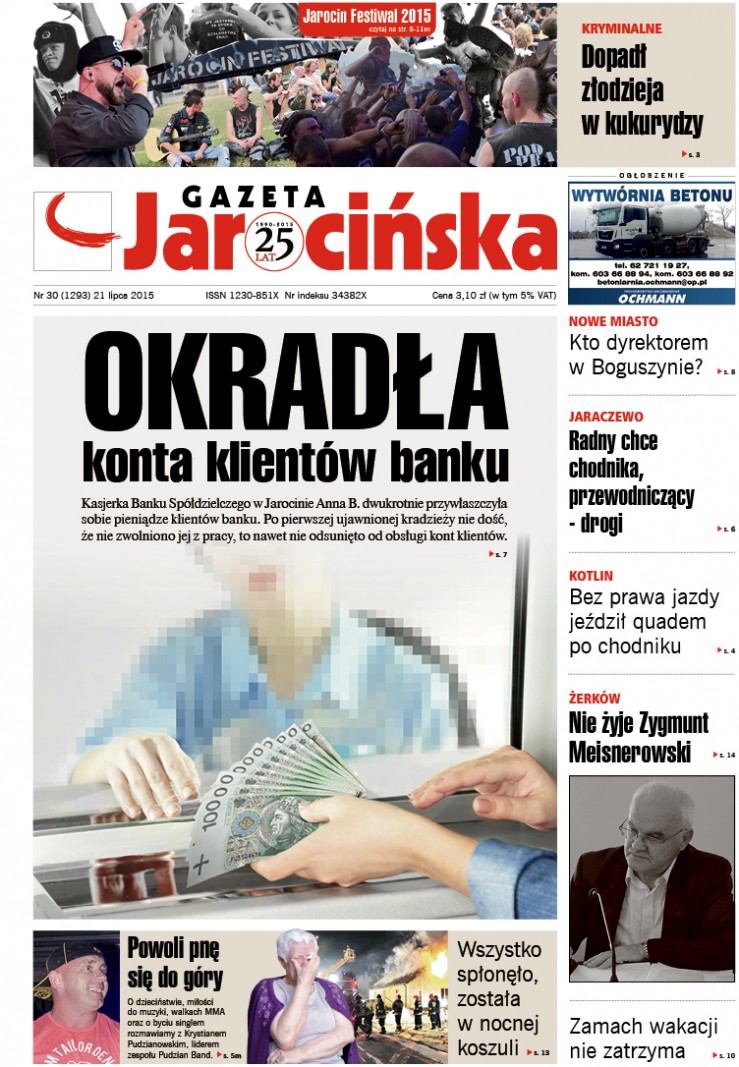 Jarocin Festiwal 2015
czytaj na str. 8-11m
JAROCIN FESTIWAL
KRYMINALNE
Dopadł
złodzieja
w kukurydzy
s. 3
OGŁOSZENIE
WYTWÓRNIA BETONU
tel. 62 721 19 27,
kom. 603 66 88 94, kom. 603 66 88 92
betoniarnia.ochmann@op.pl
OCHMANN
GAZETA
Jarocińska
1990-2015
25
LAT
Nr 30 (1293) 21 lipca 2015 ISSN 1230-851X Nr indeksu 34382X Cena 3,10 zł (w tym 5% VAT)
OKRADŁA
konta klientów banku
Kasjerka Banku Spółdzielczego w Jarocinie Anna B. dwukrotnie przywłaszczyła
sobie pieniądze klientów banku. Po pierwszej ujawnionej kradzieży nie dość,
że nie zwolniono jej z pracy, to nawet nie odsunięto od obsługi kont klientów.
s. 7
100
NOWE MIASTO
Kto dyrektorem
w Boguszynie? s. 8
JARACZEWO
Radny chce
chodnika,
przewodniczący
- drogi s. 6
KOTLIN
Bez prawa jazdy
jeździł quadem
po chodniku s. 4
ŻERKÓW
Nie żyje Zygmunt
Meisnerowski s. 14
Zamach wakacji
nie zatrzyma s. 10
Powoli pnę
się do góry
O dzieciństwie, miłości
do muzyki, walkach MMA
oraz o byciu singlem
rozmawiamy z Krystianem
Pudzianowskim, liderem
zespołu Pudzian Band. s. 5m
Wszystko
spłonęło,
została
w nocnej
koszuli s. 13